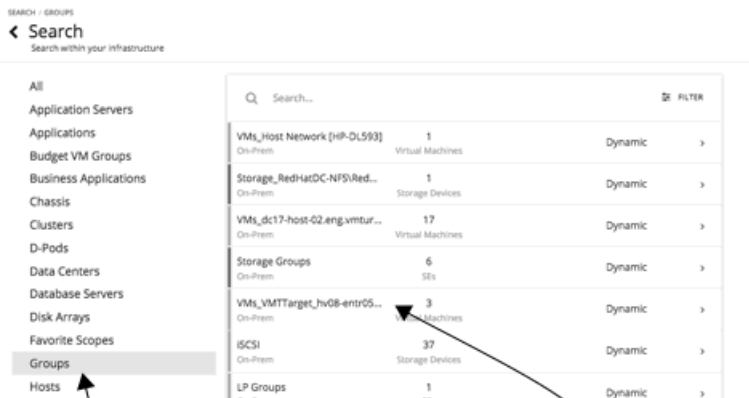 SEARCH / GROUPS
Search
Search within your infrastructure
All
Application Servers
Applications
Budget VM Groups
Business Applications
Chassis
Clusters
D-Pods
Data Centers
Database Servers
Disk Arrays
Favorite Scopes
Groups
Hosts
Search...
FILTER
VMs_Host Network [HP-DL593] 1 Dynamic
On-Prem Virtual Machines
Storage_RedHatDC-NFS\Red... 1 Dynamic
On-Prem Storage Devices
VMs_dc17-host-02.eng.vmtur... 17 Dynamic
On-Prem Virtual Machines
Storage Groups 6 Dynamic
On-Prem SEs
VMs_VMTTarget_hv08-entr05... 3 Dynamic
On-Prem Virtual Machines
iSCSI 37 Dynamic
On-Prem Storage Devices
LP Groups 1 Dynamic